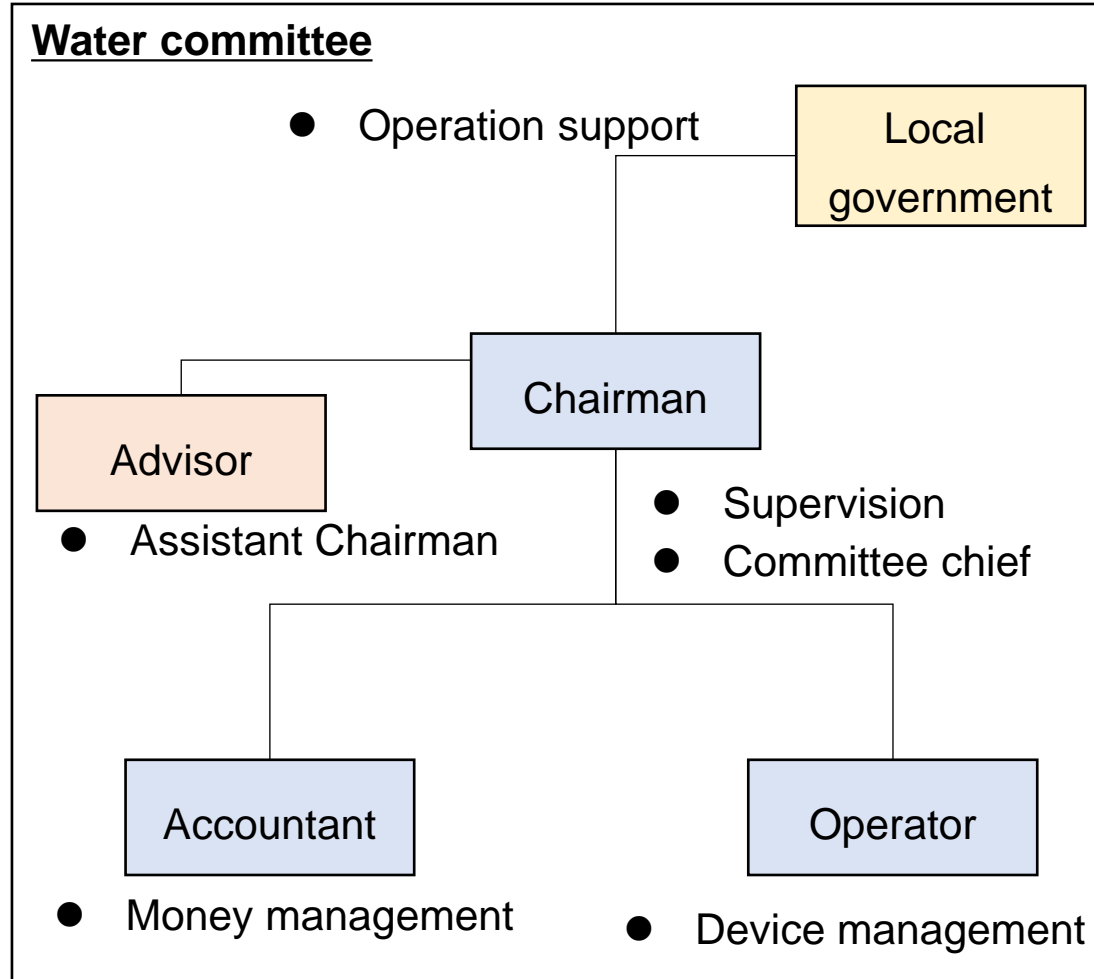 Water committee
● Operation support
Local
government
Chairman
Advisor
● Supervision
● Assistant Chairman
● Committee chief
Accountant
Operator
● Money management
● Device management